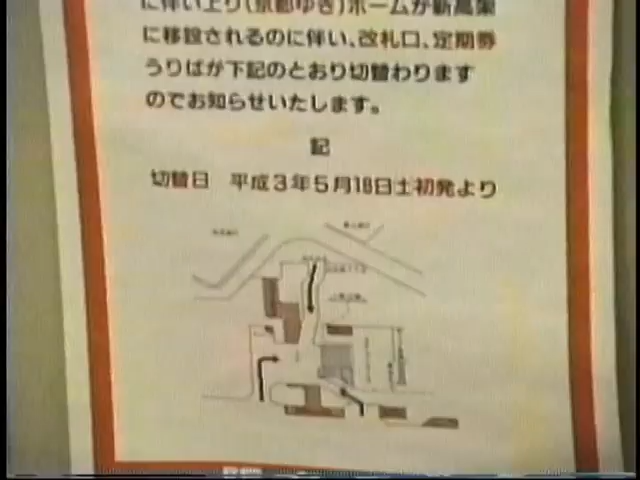 に伴い上り(京都ゆき)ホームが新高架
に移設されるのに伴い、改札口、定期券
うりばが下記のとおり切替わります
のでお知らせいたします。
記
切替日 平成3年5月18日土初発より